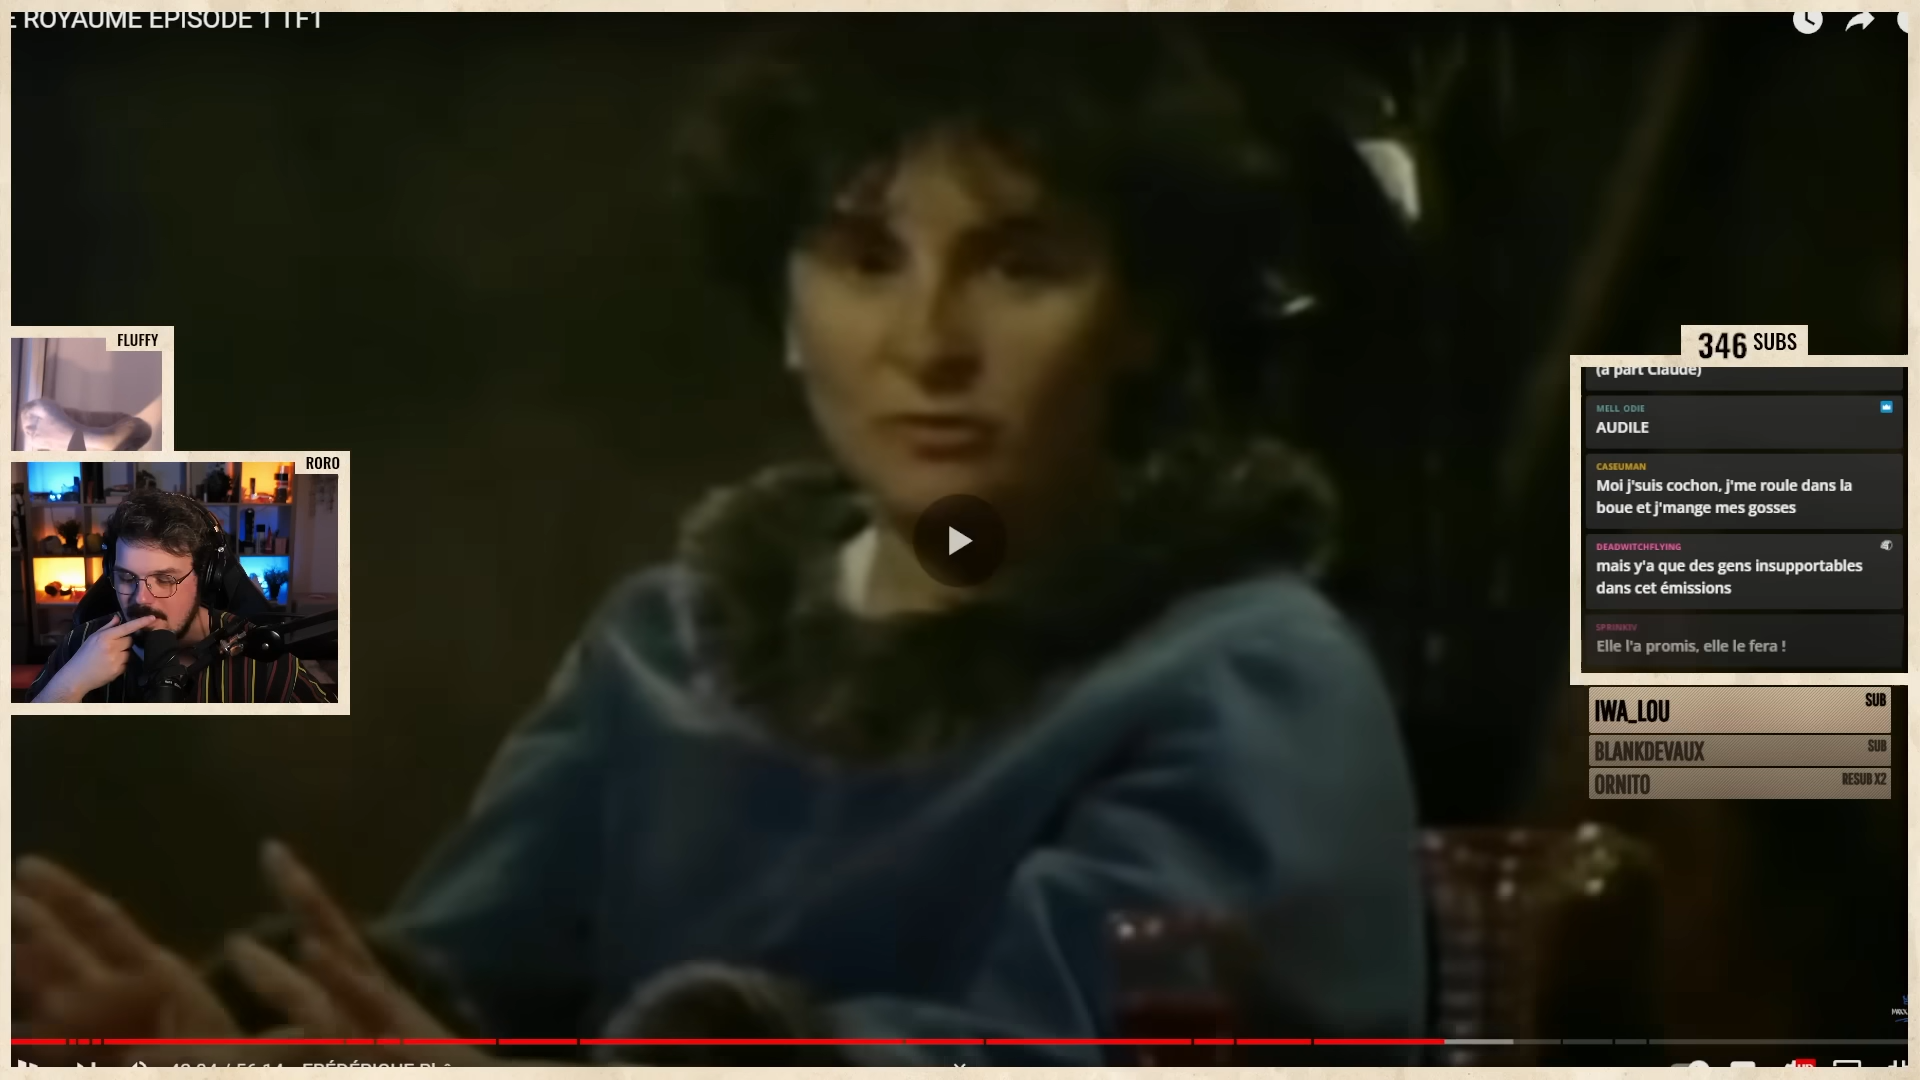 E ROYAUME EPISODE 1 TF1
FLUFFY
RORO
346 SUBS
(à part Claude)
MELL ODIE
AUDILE
CASEUMAN
Moi j'suis cochon, j'me roule dans la
boue et j'mange mes gosses
DEADWITCHFLYING
mais y'a que des gens insupportables
dans cet émissions
SPRINKIV
Elle l'a promis, elle le fera !
IWA_LOU SUB
BLANKDEVAUX SUB
ORNITO RESUB X2
FRÉDÉRIQUE